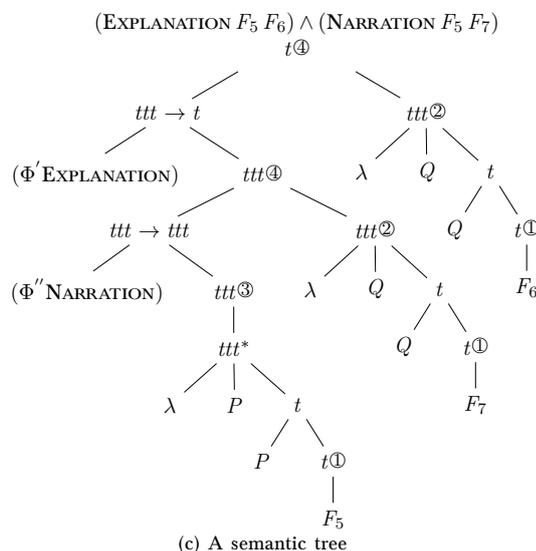 (EXPLANATION F₅ F₆) ∧ (NARRATION F₅ F₇)
t④
ttt → t ttt②
(Φ′EXPLANATION) ttt④ λ Q t
ttt → ttt ttt② Q t①
(Φ″NARRATION) ttt③ λ Q t F₆
ttt* Q t①
λ P t F₇
P t①
F₅
(c) A semantic tree